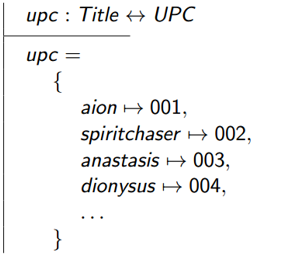 upc : Title ↔ UPC
upc =
{
aion ↦ 001,
spiritchaser ↦ 002,
anastasis ↦ 003,
dionysus ↦ 004,
...
}